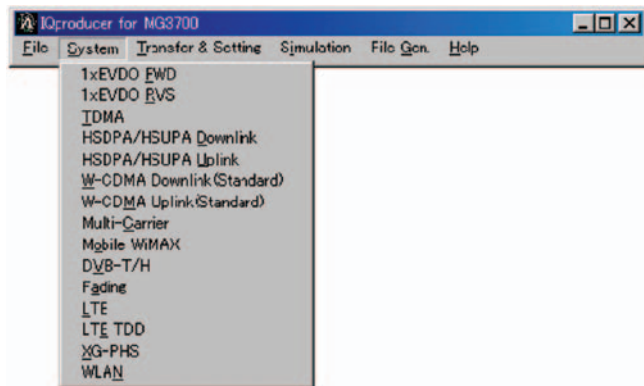 IQproducer for MG3700
File System Transfer & Setting Simulation File Gen. Help
1xEVDO FWD
1xEVDO RVS
TDMA
HSDPA/HSUPA Downlink
HSDPA/HSUPA Uplink
W-CDMA Downlink(Standard)
W-CDMA Uplink(Standard)
Multi-Carrier
Mobile WiMAX
DVB-T/H
Fading
LTE
LTE TDD
XG-PHS
WLAN